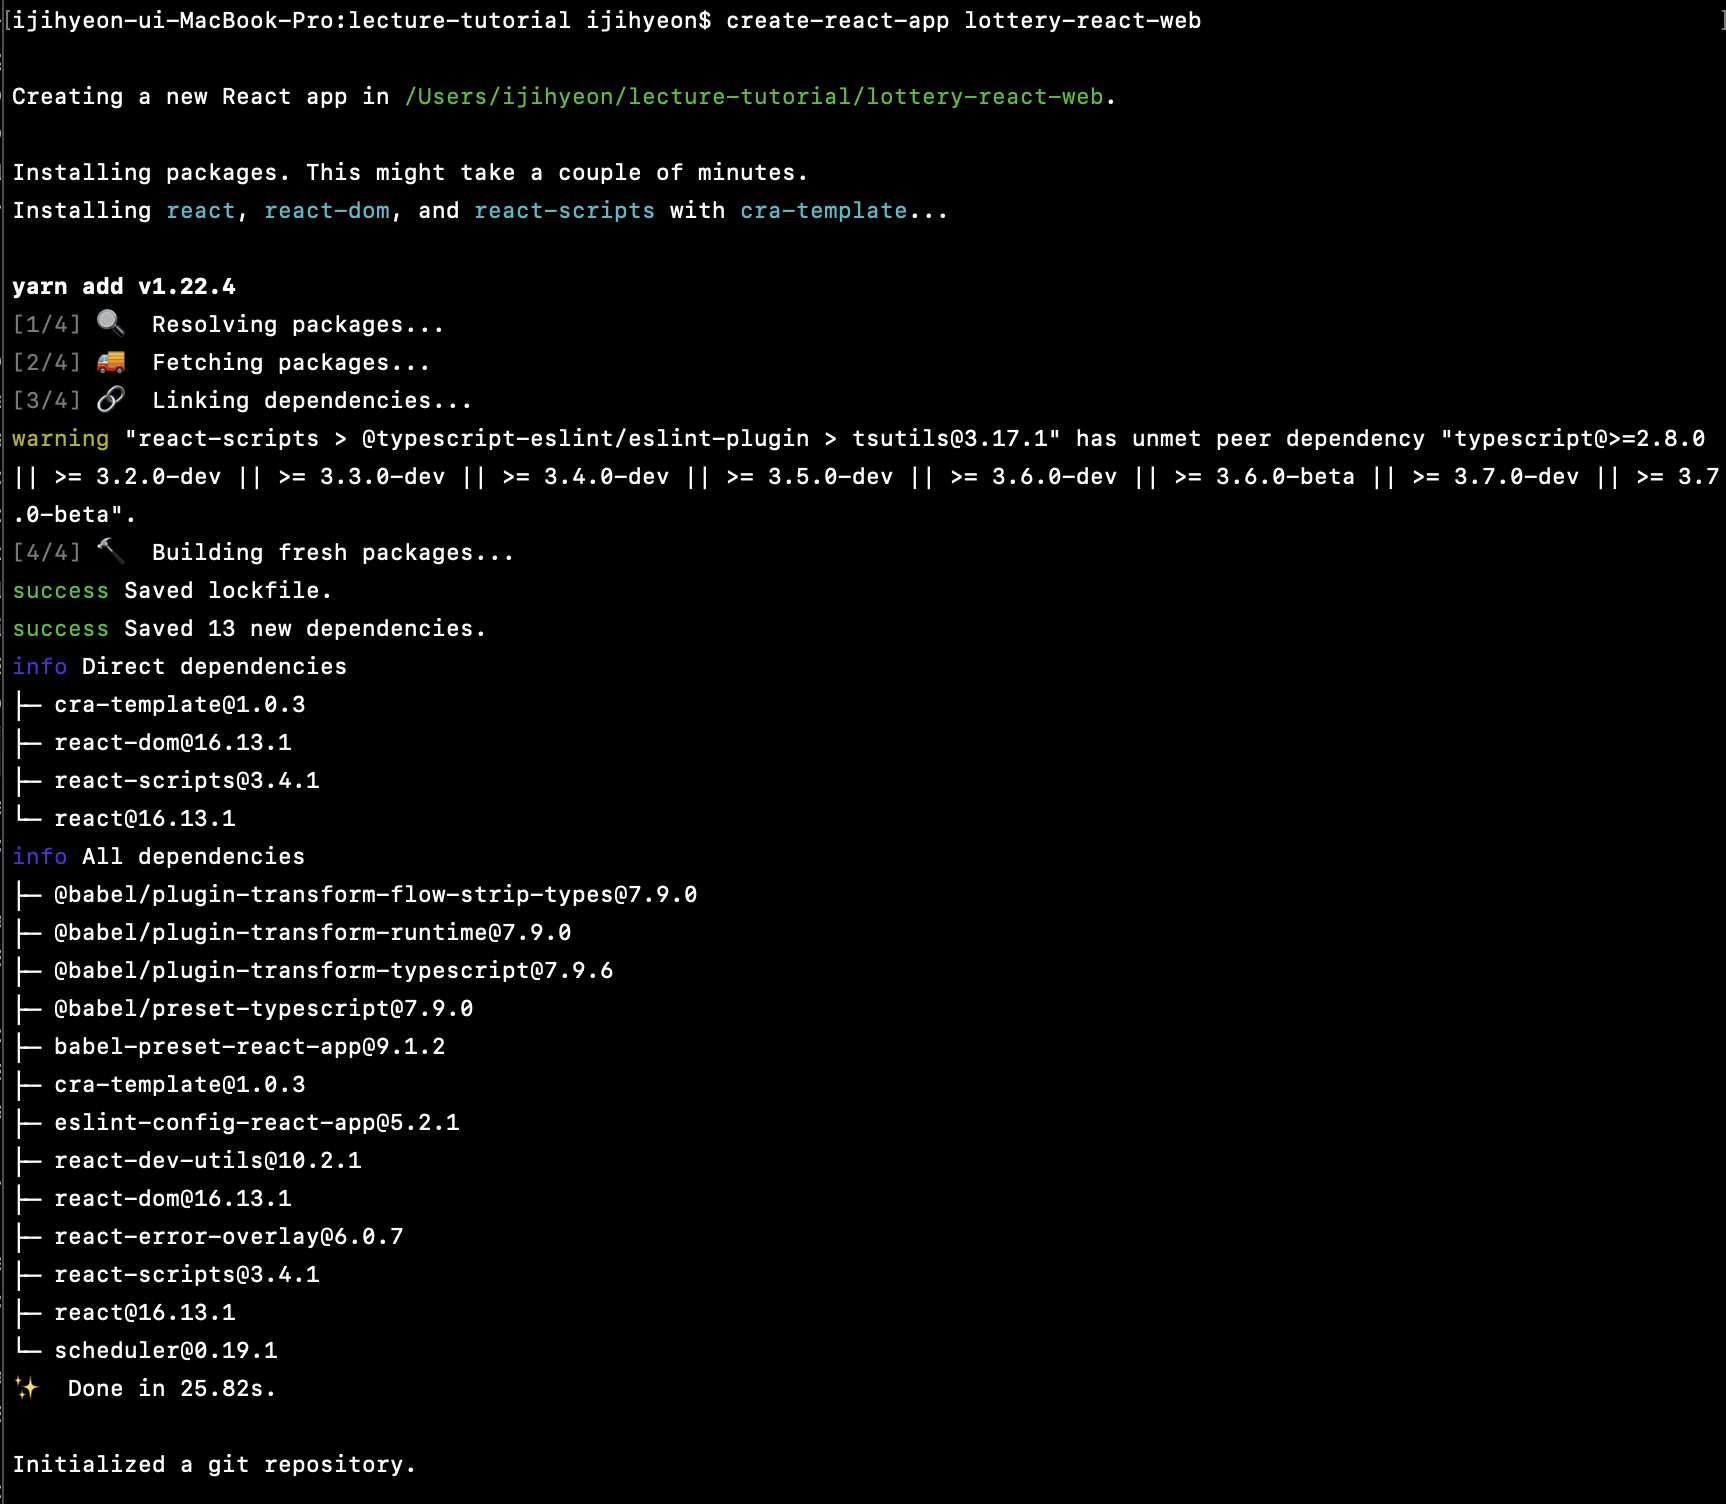 [ijihyeon-ui-MacBook-Pro:lecture-tutorial ijihyeon$ create-react-app lottery-react-web
Creating a new React app in /Users/ijihyeon/lecture-tutorial/lottery-react-web.
Installing packages. This might take a couple of minutes.
Installing react, react-dom, and react-scripts with cra-template...
yarn add v1.22.4
[1/4] 🔍  Resolving packages...
[2/4] 🚚  Fetching packages...
[3/4] 🔗  Linking dependencies...
warning "react-scripts > @typescript-eslint/eslint-plugin > tsutils@3.17.1" has unmet peer dependency "typescript@>=2.8.0
|| >= 3.2.0-dev || >= 3.3.0-dev || >= 3.4.0-dev || >= 3.5.0-dev || >= 3.6.0-dev || >= 3.6.0-beta || >= 3.7.0-dev || >= 3.7
.0-beta".
[4/4] 🔨  Building fresh packages...
success Saved lockfile.
success Saved 13 new dependencies.
info Direct dependencies
├─ cra-template@1.0.3
├─ react-dom@16.13.1
├─ react-scripts@3.4.1
└─ react@16.13.1
info All dependencies
├─ @babel/plugin-transform-flow-strip-types@7.9.0
├─ @babel/plugin-transform-runtime@7.9.0
├─ @babel/plugin-transform-typescript@7.9.6
├─ @babel/preset-typescript@7.9.0
├─ babel-preset-react-app@9.1.2
├─ cra-template@1.0.3
├─ eslint-config-react-app@5.2.1
├─ react-dev-utils@10.2.1
├─ react-dom@16.13.1
├─ react-error-overlay@6.0.7
├─ react-scripts@3.4.1
├─ react@16.13.1
└─ scheduler@0.19.1
✨  Done in 25.82s.
Initialized a git repository.